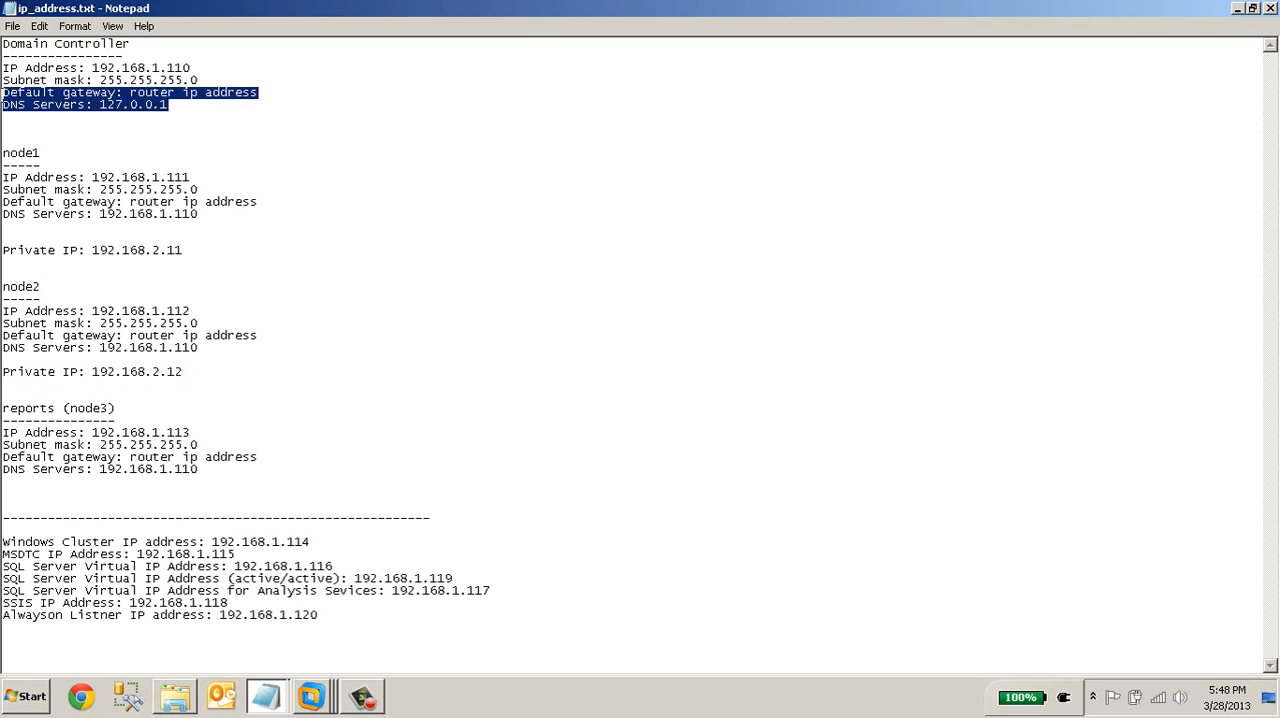 ip_address.txt - Notepad
File Edit Format View Help
Domain Controller
----------------
IP Address: 192.168.1.110
Subnet mask: 255.255.255.0
Default gateway: router ip address
DNS Servers: 127.0.0.1
node1
-----
IP Address: 192.168.1.111
Subnet mask: 255.255.255.0
Default gateway: router ip address
DNS Servers: 192.168.1.110
Private IP: 192.168.2.11
node2
-----
IP Address: 192.168.1.112
Subnet mask: 255.255.255.0
Default gateway: router ip address
DNS Servers: 192.168.1.110
Private IP: 192.168.2.12
reports (node3)
---------------
IP Address: 192.168.1.113
Subnet mask: 255.255.255.0
Default gateway: router ip address
DNS Servers: 192.168.1.110
---------------------------------------------------------
Windows Cluster IP address: 192.168.1.114
MSDTC IP Address: 192.168.1.115
SQL Server Virtual IP Address: 192.168.1.116
SQL Server Virtual IP Address (active/active): 192.168.1.119
SQL Server Virtual IP Address for Analysis Sevices: 192.168.1.117
SSIS IP Address: 192.168.1.118
Alwayson Listner IP address: 192.168.1.120
Start
100%
5:48 PM
3/28/2013